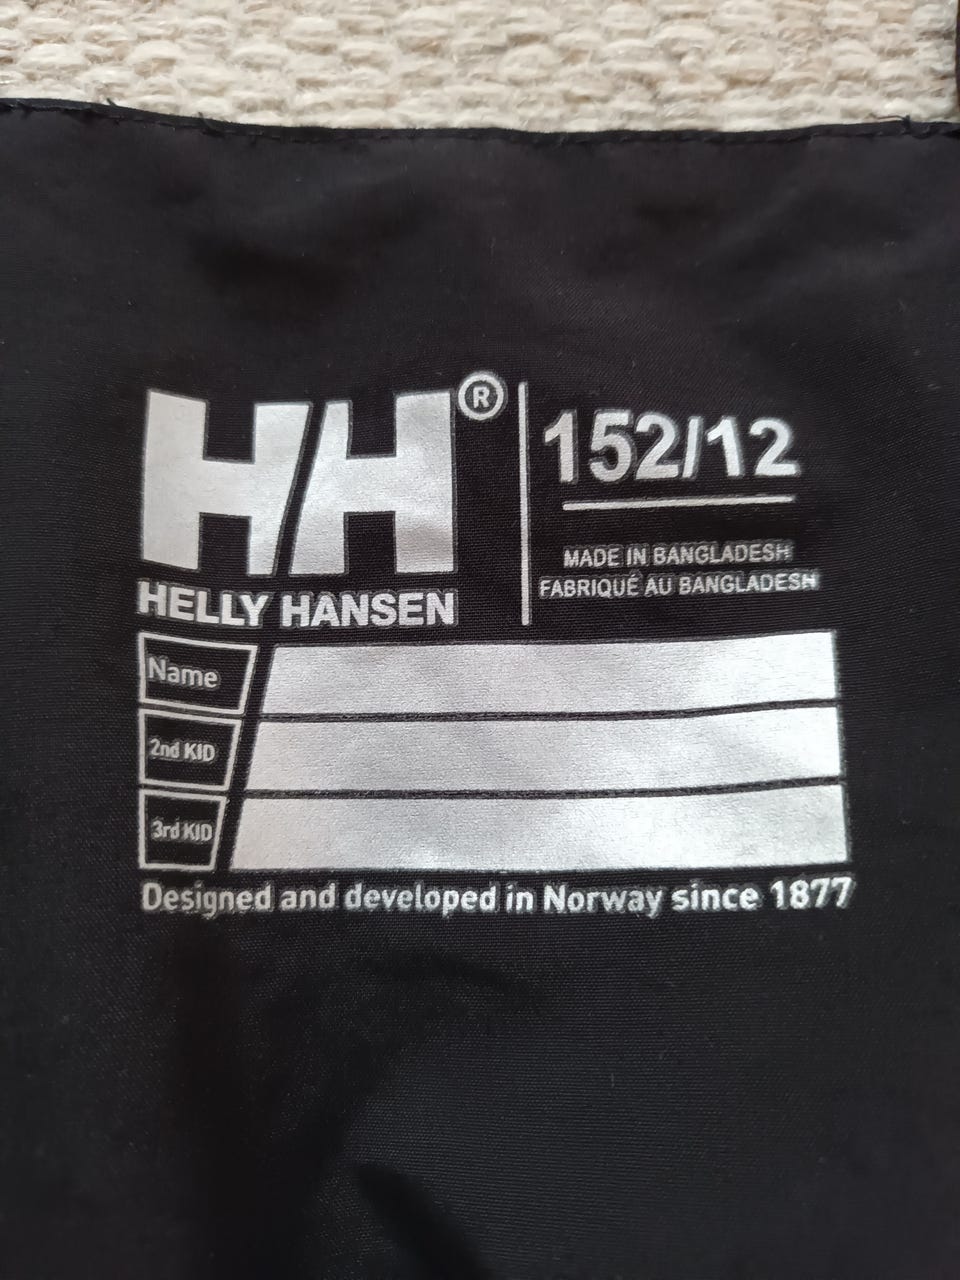 HH®
HELLY HANSEN
152/12
MADE IN BANGLADESH
FABRIQUÉ AU BANGLADESH
Name
2nd KID
3rd KID
Designed and developed in Norway since 1877